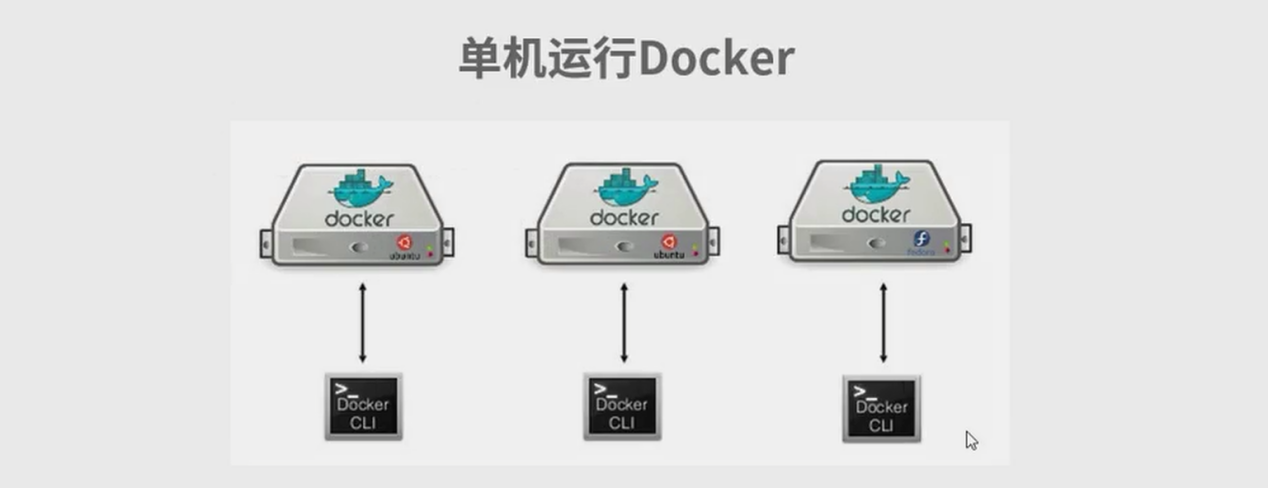 单机运行Docker
docker
docker
docker
ubuntu
ubuntu
fedora
>_
Docker
CLI
>_
Docker
CLI
>_
Docker
CLI